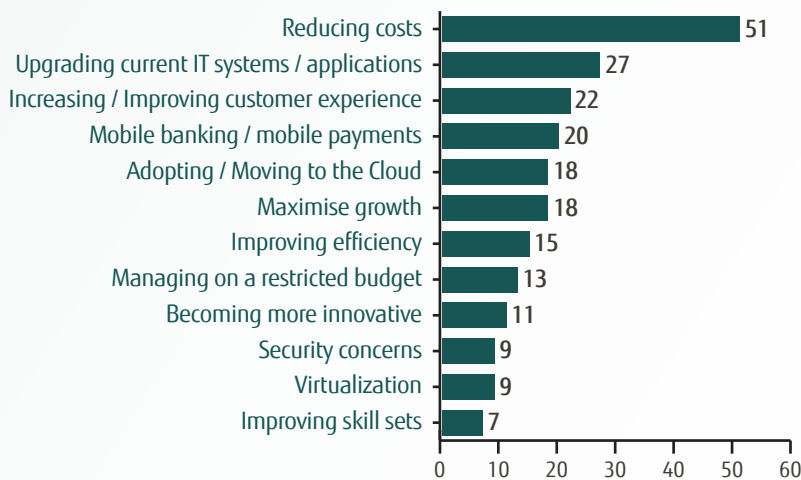 Reducing costs 51
Upgrading current IT systems / applications 27
Increasing / Improving customer experience 22
Mobile banking / mobile payments 20
Adopting / Moving to the Cloud 18
Maximise growth 18
Improving efficiency 15
Managing on a restricted budget 13
Becoming more innovative 11
Security concerns 9
Virtualization 9
Improving skill sets 7
0 10 20 30 40 50 60